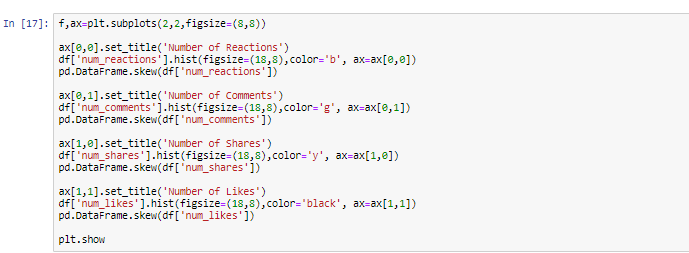 In [17]: f,ax=plt.subplots(2,2,figsize=(8,8))
ax[0,0].set_title('Number of Reactions')
df['num_reactions'].hist(figsize=(18,8),color='b', ax=ax[0,0])
pd.DataFrame.skew(df['num_reactions'])
ax[0,1].set_title('Number of Comments')
df['num_comments'].hist(figsize=(18,8),color='g', ax=ax[0,1])
pd.DataFrame.skew(df['num_comments'])
ax[1,0].set_title('Number of Shares')
df['num_shares'].hist(figsize=(18,8),color='y', ax=ax[1,0])
pd.DataFrame.skew(df['num_shares'])
ax[1,1].set_title('Number of Likes')
df['num_likes'].hist(figsize=(18,8),color='black', ax=ax[1,1])
pd.DataFrame.skew(df['num_likes'])
plt.show